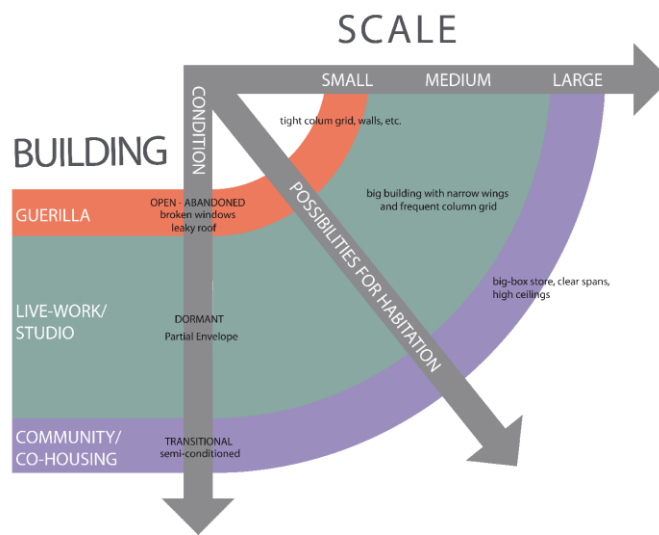 SCALE
SMALL
MEDIUM
LARGE
CONDITION
tight colum grid, walls, etc.
BUILDING
POSSIBILITIES FOR HABITATION
big building with narrow wings
and frequent column grid
GUERILLA
OPEN - ABANDONED
broken windows
leaky roof
big-box store, clear spans,
high ceilings
LIVE-WORK/
STUDIO
DORMANT
Partial Envelope
COMMUNITY/
CO-HOUSING
TRANSITIONAL
semi-conditioned